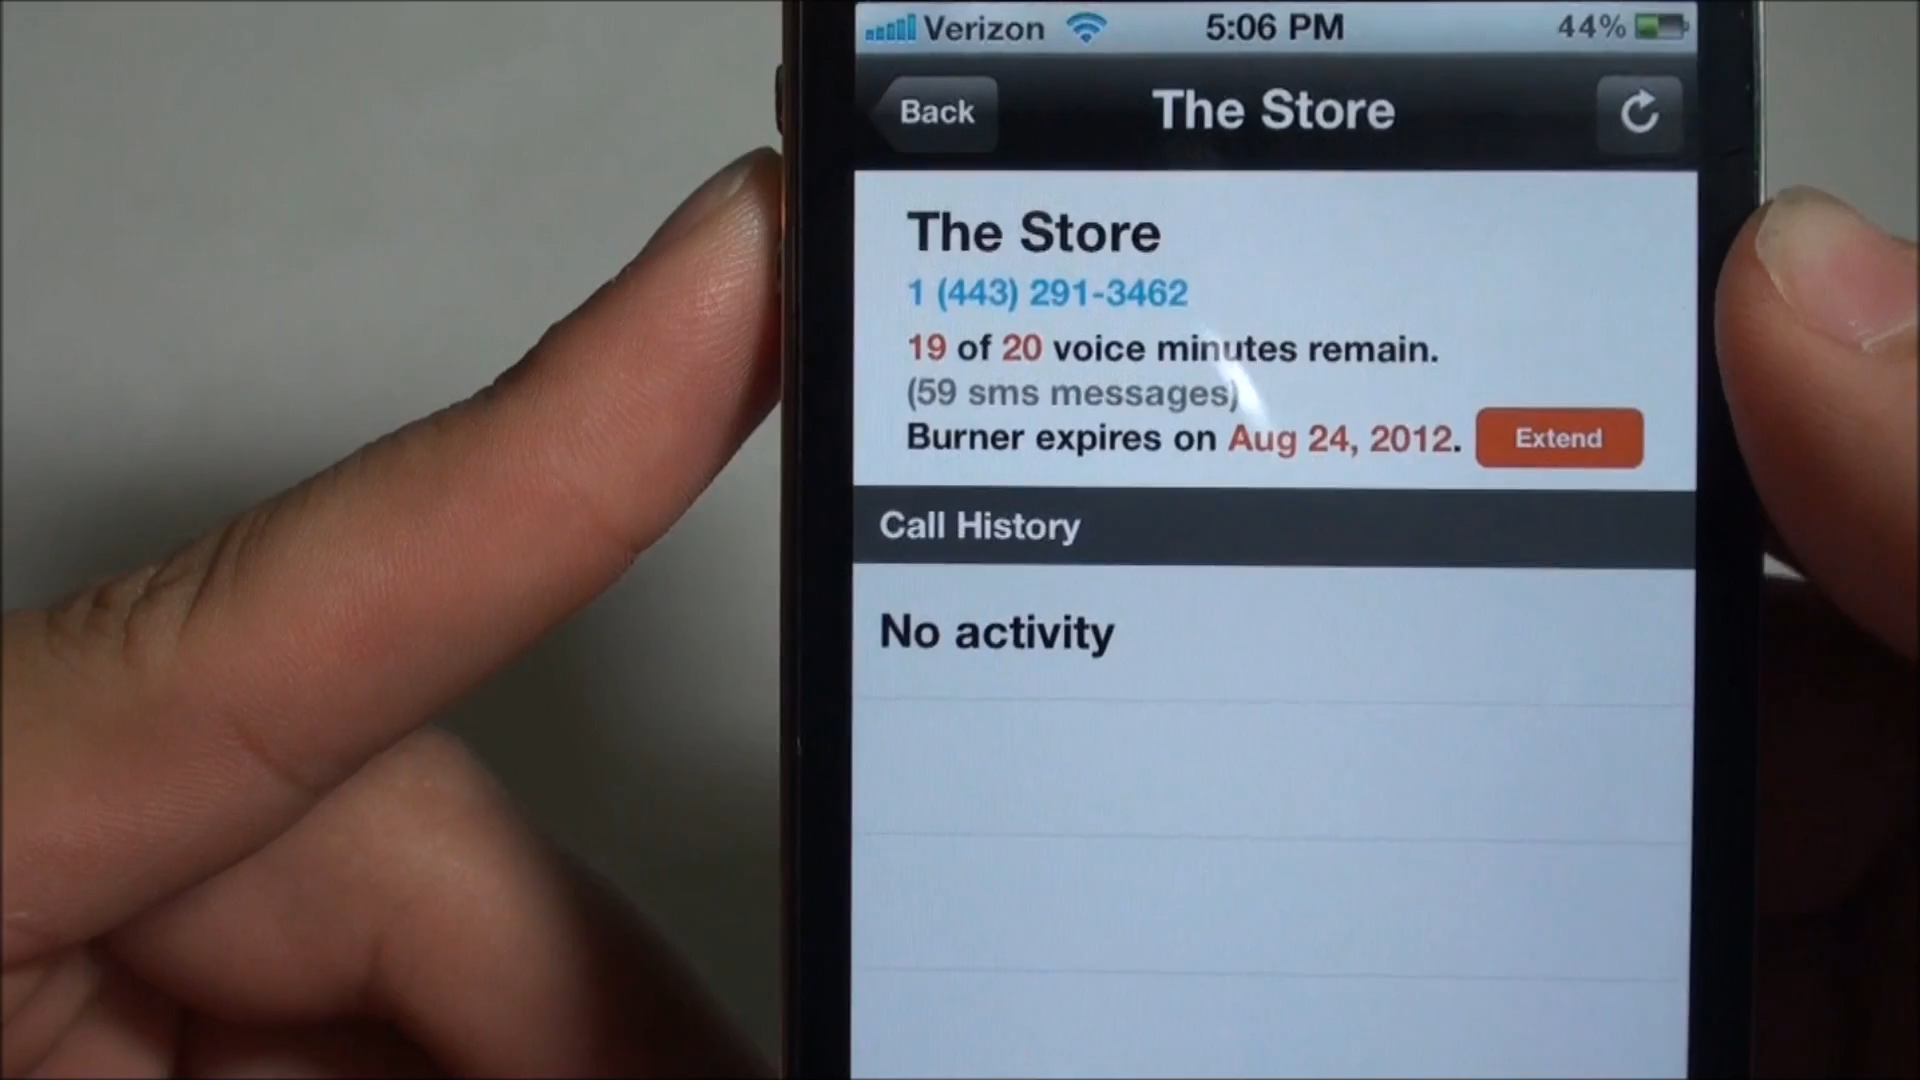 Verizon 5:06 PM 44%
Back The Store
The Store
1 (443) 291-3462
19 of 20 voice minutes remain.
(59 sms messages)
Burner expires on Aug 24, 2012. Extend
Call History
No activity